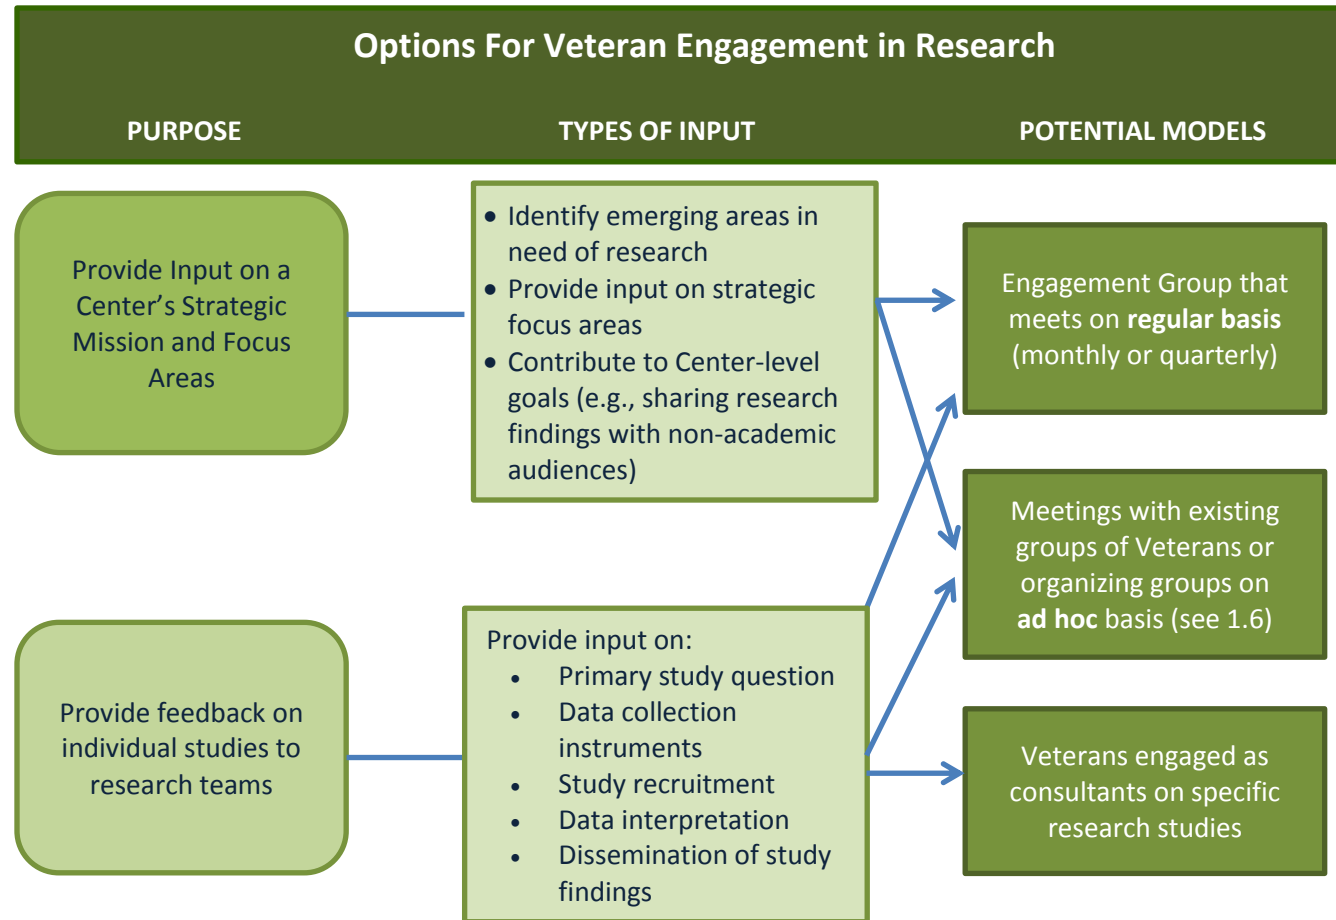 Options For Veteran Engagement in Research
PURPOSE
TYPES OF INPUT
POTENTIAL MODELS
Provide Input on a
Center’s Strategic
Mission and Focus
Areas
• Identify emerging areas in
need of research
• Provide input on strategic
focus areas
• Contribute to Center-level
goals (e.g., sharing research
findings with non-academic
audiences)
Engagement Group that
meets on regular basis
(monthly or quarterly)
Meetings with existing
groups of Veterans or
organizing groups on
ad hoc basis (see 1.6)
Provide feedback on
individual studies to
research teams
Provide input on:
• Primary study question
• Data collection
instruments
• Study recruitment
• Data interpretation
• Dissemination of study
findings
Veterans engaged as
consultants on specific
research studies